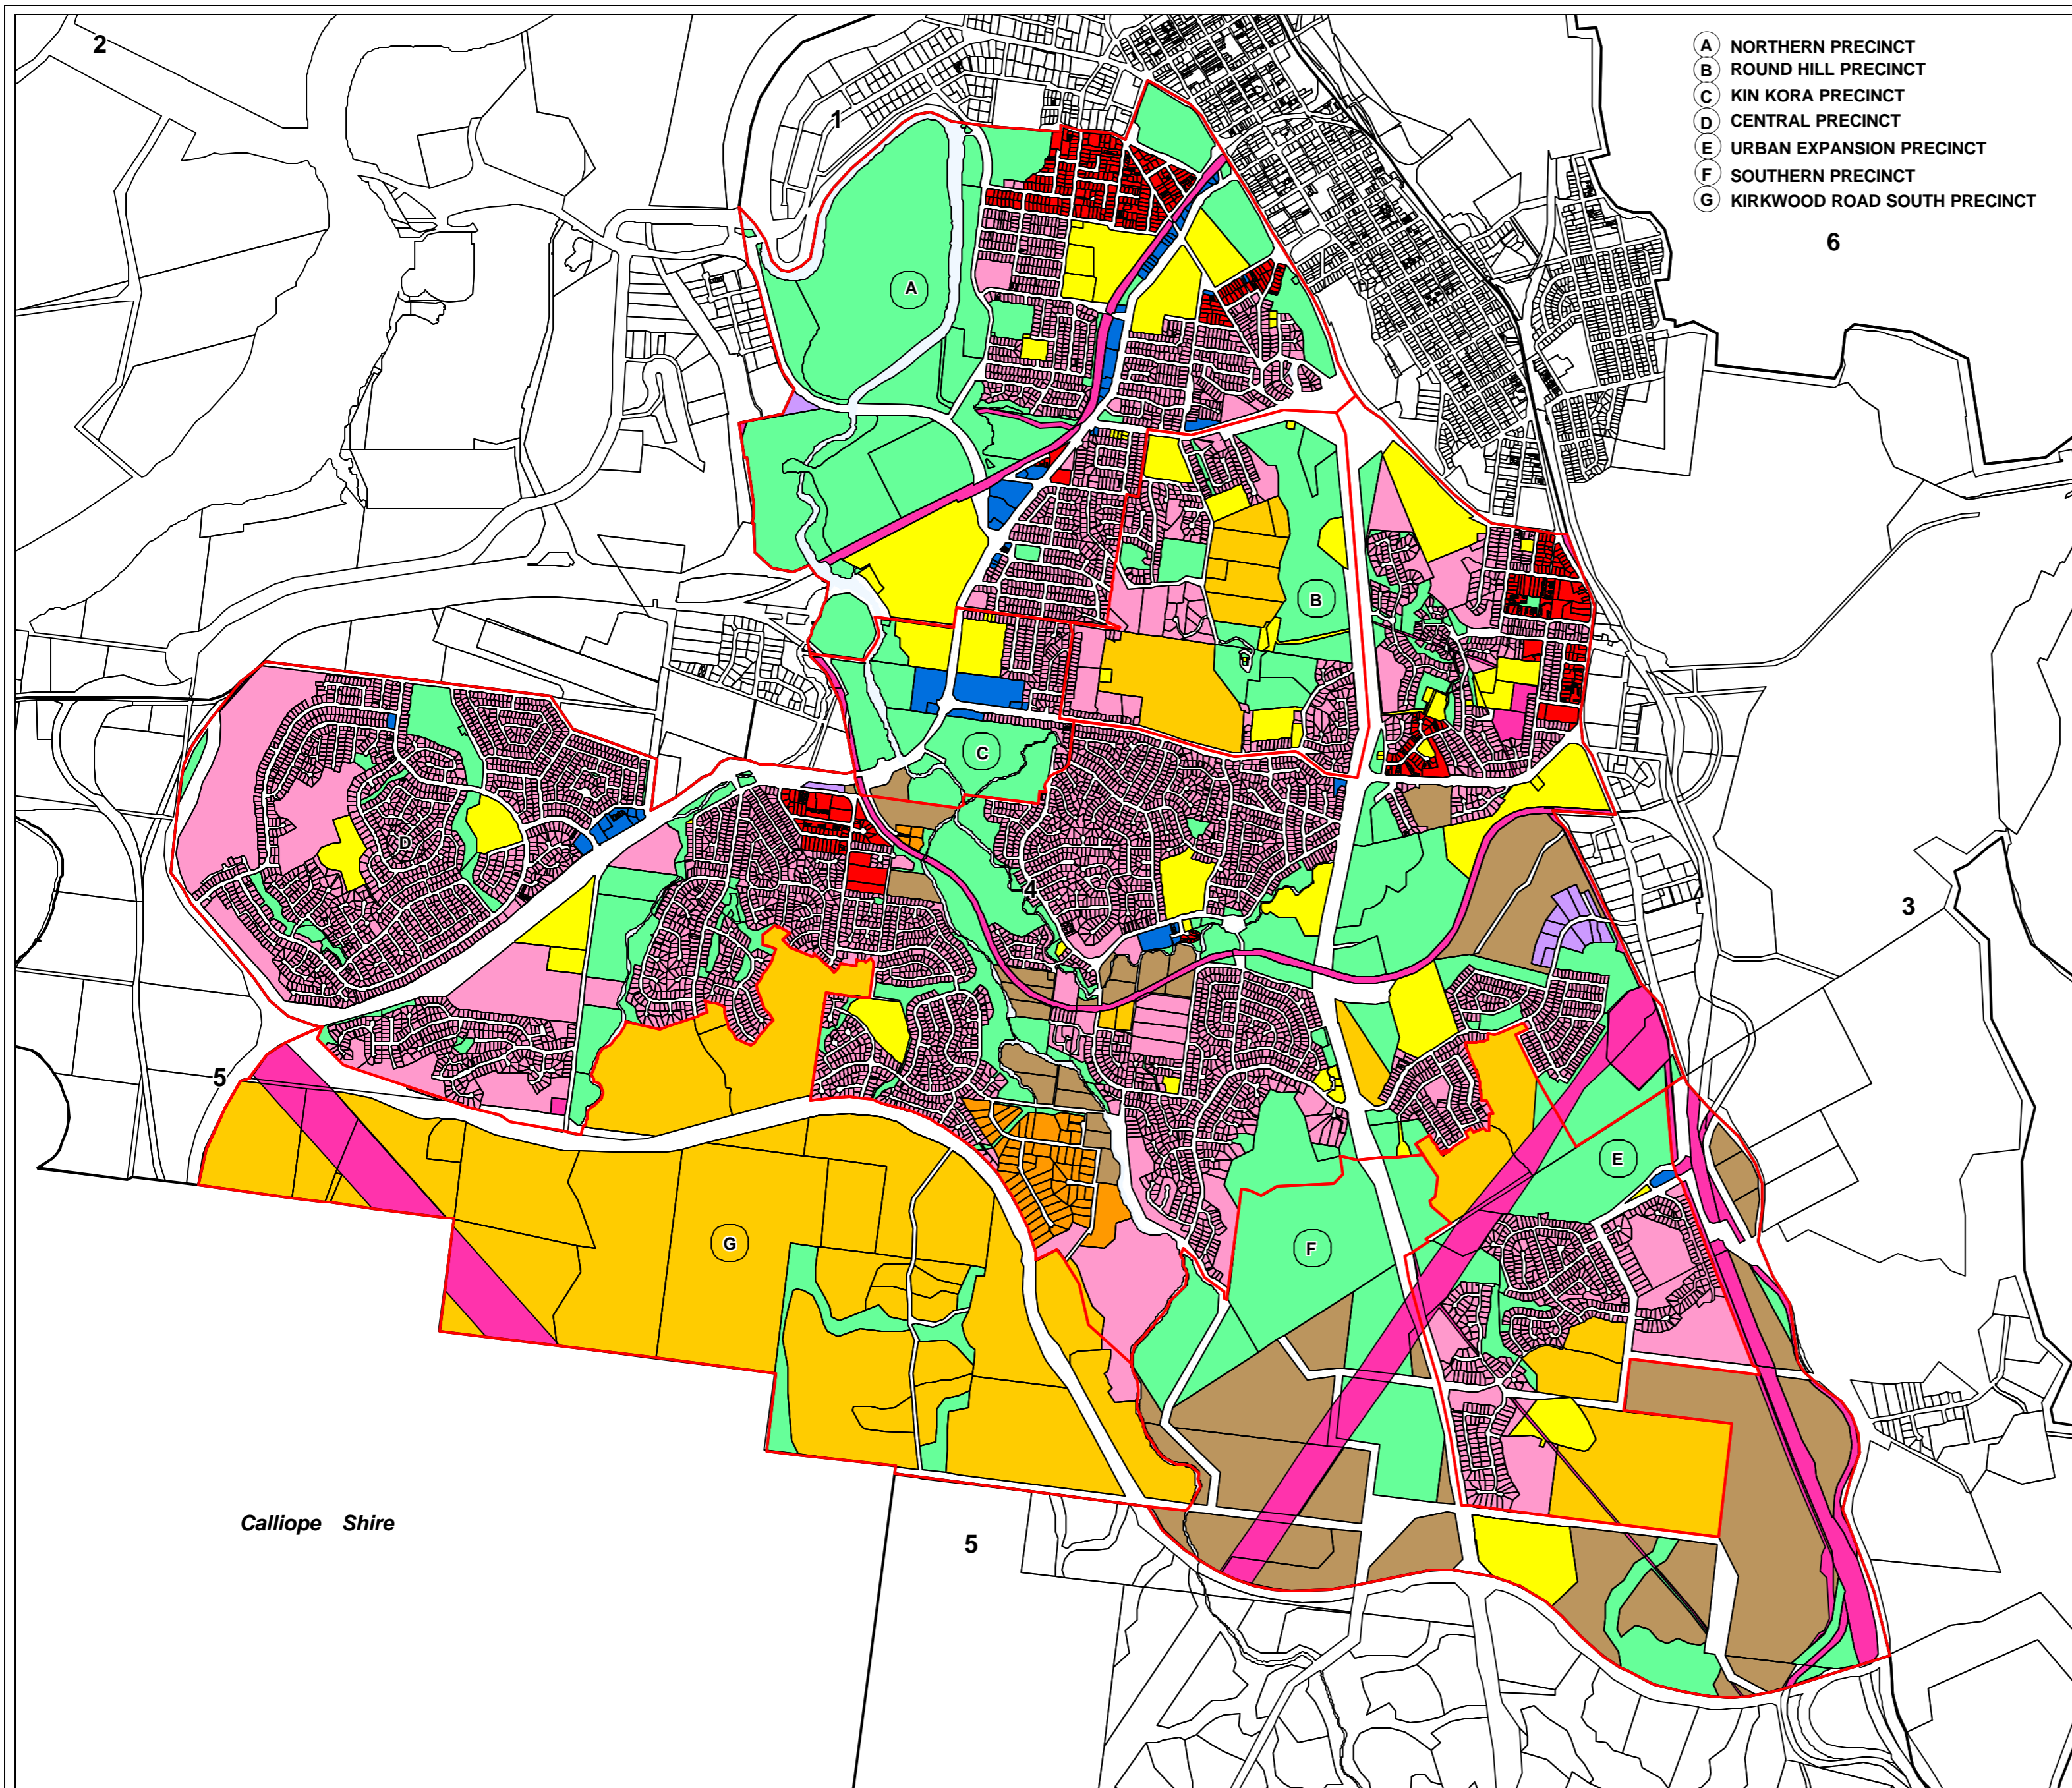 2
A NORTHERN PRECINCT
B ROUND HILL PRECINCT
C KIN KORA PRECINCT
D CENTRAL PRECINCT
E URBAN EXPANSION PRECINCT
F SOUTHERN PRECINCT
G KIRKWOOD ROAD SOUTH PRECINCT
1
6
A
B
C
D
4
3
5
E
G
F
Calliope Shire
5